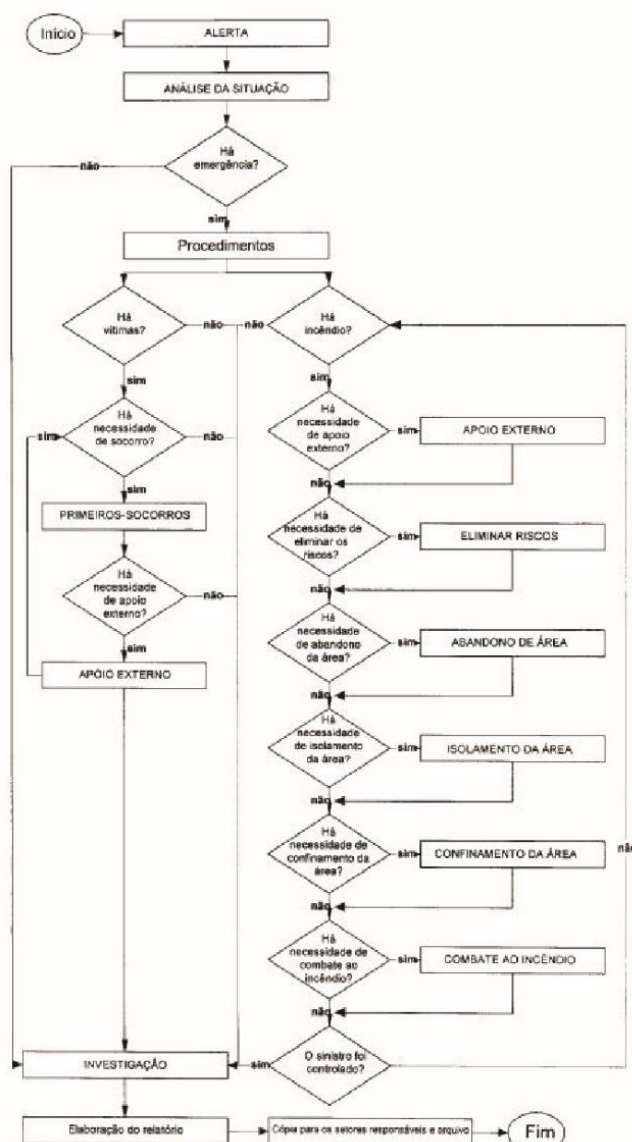 Início
ALERTA
ANÁLISE DA SITUAÇÃO
Há
emergência?
não
sim
Procedimentos
Há
vítimas?
não
não
Há
incêndio?
sim
sim
Há
necessidade
de socorro?
sim
não
sim
PRIMEIROS-SOCORROS
Há
necessidade
de apoio
externo?
não
sim
APOIO EXTERNO
Há
necessidade
de apoio
externo?
sim
APOIO EXTERNO
não
Há
necessidade de
eliminar os
riscos?
sim
ELIMINAR RISCOS
não
Há
necessidade
de abandono
da área?
sim
ABANDONO DE ÁREA
não
Há
necessidade
de isolamento
da área?
sim
ISOLAMENTO DA ÁREA
não
Há
necessidade de
confinamento da
área?
sim
CONFINAMENTO DA ÁREA
não
não
Há
necessidade de
combate ao
incêndio?
sim
COMBATE AO INCÊNDIO
não
O sinistro foi
controlado?
sim
INVESTIGAÇÃO
Elaboração do relatório
Cópia para os setores responsáveis e arquivo
Fim